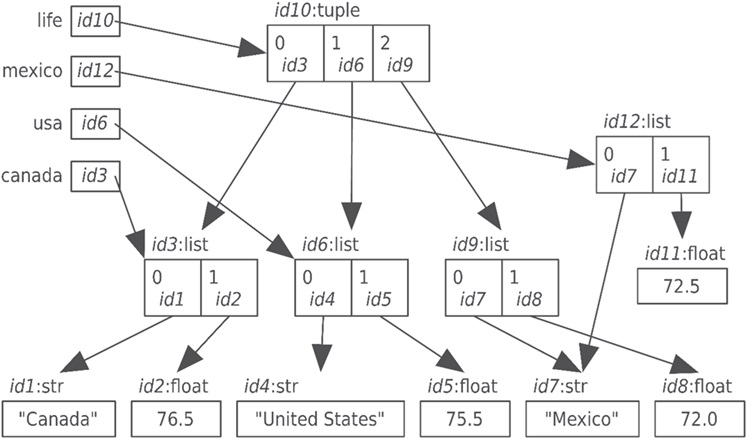 life id10
id10:tuple
0 1 2
id3 id6 id9
mexico id12
usa id6
canada id3
id12:list
0 1
id7 id11
id11:float
72.5
id3:list
0 1
id1 id2
id6:list
0 1
id4 id5
id9:list
0 1
id7 id8
id1:str
"Canada"
id2:float
76.5
id4:str
"United States"
id5:float
75.5
id7:str
"Mexico"
id8:float
72.0